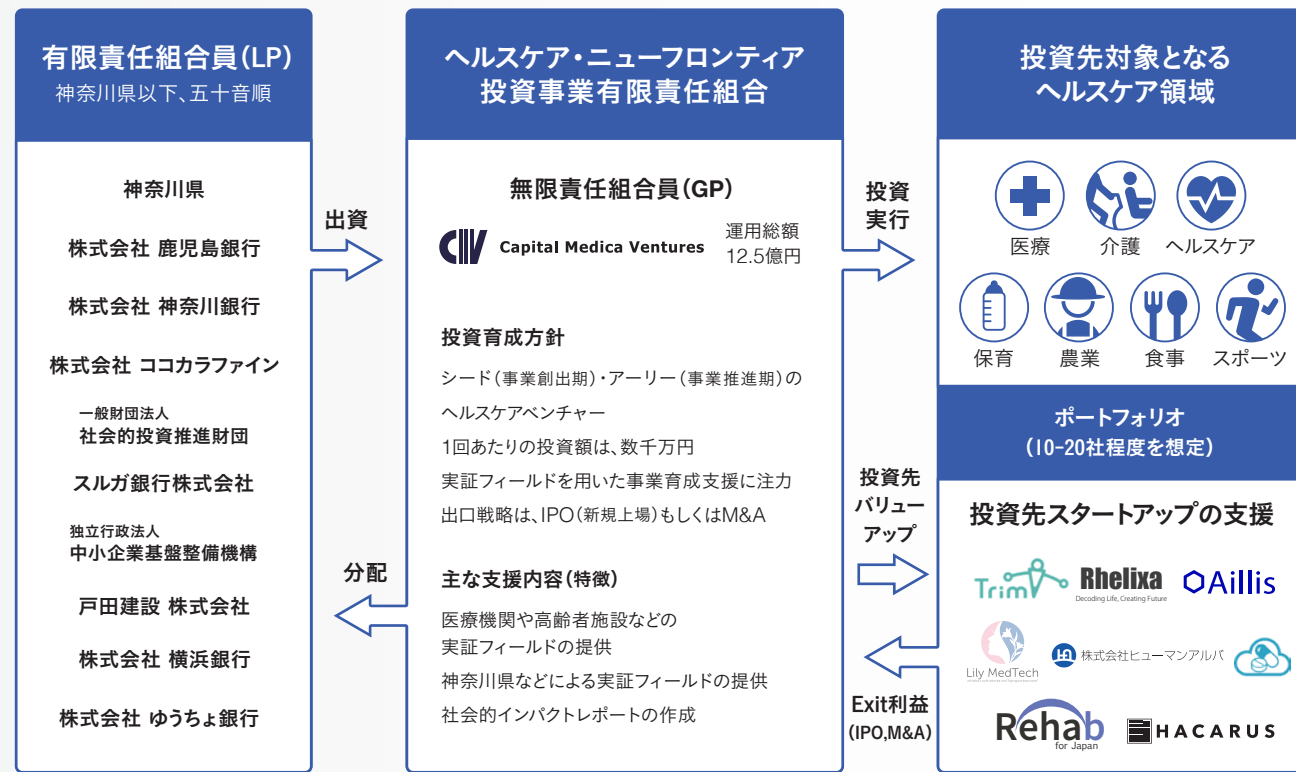 有限責任組合員(LP)
神奈川県以下、五十音順
神奈川県
株式会社 鹿児島銀行
株式会社 神奈川銀行
株式会社 ココカラファイン
一般財団法人
社会的投資推進財団
スルガ銀行株式会社
独立行政法人
中小企業基盤整備機構
戸田建設 株式会社
株式会社 横浜銀行
株式会社 ゆうちょ銀行
出資
分配
ヘルスケア・ニューフロンティア
投資事業有限責任組合
無限責任組合員(GP)
Capital Medica Ventures
運用総額
12.5億円
投資育成方針
シード(事業創出期)・アーリー(事業推進期)の
ヘルスケアベンチャー
1回あたりの投資額は、数千万円
実証フィールドを用いた事業育成支援に注力
出口戦略は、IPO(新規上場)もしくはM&A
主な支援内容(特徴)
医療機関や高齢者施設などの
実証フィールドの提供
神奈川県などによる実証フィールドの提供
社会的インパクトレポートの作成
投資
実行
投資先
バリュー
アップ
Exit利益
(IPO,M&A)
投資先対象となる
ヘルスケア領域
医療 介護 ヘルスケア
保育 農業 食事 スポーツ
ポートフォリオ
(10-20社程度を想定)
投資先スタートアップの支援
Trim
Rhelixa
Decoding Life, Creating Future
Aillis
Lily MedTech
株式会社ヒューマンアルバ
Rehab
for Japan
HACARUS